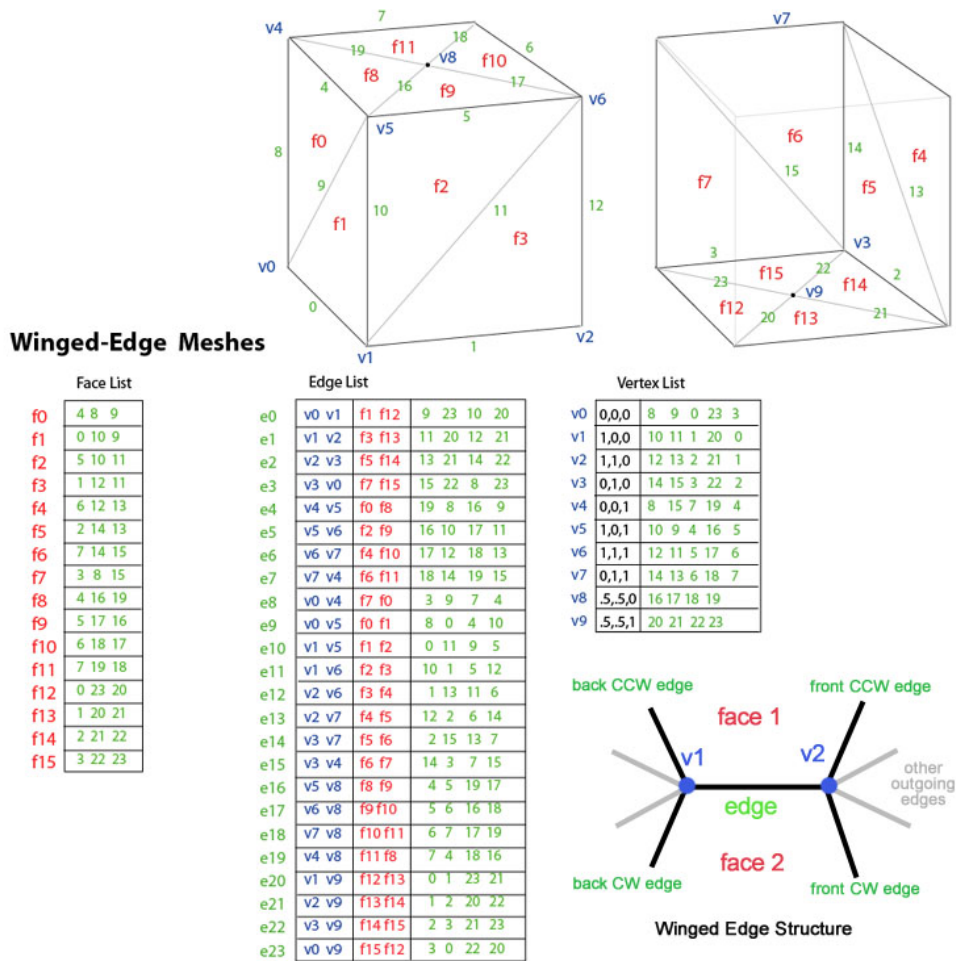 7
v4
18
v7
f11
v8
6
19
f10
f8
16
17
4
f9
v6
v5
5
f0
8
f6
14
f4
9
f2
15
f5
13
f7
f1
10
11
12
f3
v0
3
v3
f15
22
2
23
f14
0
f12
v9
20
f13
21
v1
1
v2
Winged-Edge Meshes
Face List
f0 4 8 9
f1 0 10 9
f2 5 10 11
f3 1 12 11
f4 6 12 13
f5 2 14 13
f6 7 14 15
f7 3 8 15
f8 4 16 19
f9 5 17 16
f10 6 18 17
f11 7 19 18
f12 0 23 20
f13 1 20 21
f14 2 21 22
f15 3 22 23
Edge List
e0 v0 v1 f1 f12 9 23 10 20
e1 v1 v2 f3 f13 11 20 12 21
e2 v2 v3 f5 f14 13 21 14 22
e3 v3 v0 f7 f15 15 22 8 23
e4 v4 v5 f0 f8 19 8 16 9
e5 v5 v6 f2 f9 16 10 17 11
e6 v6 v7 f4 f10 17 12 18 13
e7 v7 v4 f6 f11 18 14 19 15
e8 v0 v4 f7 f0 3 9 7 4
e9 v0 v5 f0 f1 8 0 4 10
e10 v1 v5 f1 f2 0 11 9 5
e11 v1 v6 f2 f3 10 1 5 12
e12 v2 v6 f3 f4 1 13 11 6
e13 v2 v7 f4 f5 12 2 6 14
e14 v3 v7 f5 f6 2 15 13 7
e15 v3 v4 f6 f7 14 3 7 15
e16 v5 v8 f8 f9 4 5 19 17
e17 v6 v8 f9 f10 5 6 16 18
e18 v7 v8 f10 f11 6 7 17 19
e19 v4 v8 f11 f8 7 4 18 16
e20 v1 v9 f12 f13 0 1 23 21
e21 v2 v9 f13 f14 1 2 20 22
e22 v3 v9 f14 f15 2 3 21 23
e23 v0 v9 f15 f12 3 0 22 20
Vertex List
v0 0,0,0 8 9 0 23 3
v1 1,0,0 10 11 1 20 0
v2 1,1,0 12 13 2 21 1
v3 0,1,0 14 15 3 22 2
v4 0,0,1 8 15 7 19 4
v5 1,0,1 10 9 4 16 5
v6 1,1,1 12 11 5 17 6
v7 0,1,1 14 13 6 18 7
v8 .5,.5,0 16 17 18 19
v9 .5,.5,1 20 21 22 23
back CCW edge
front CCW edge
face 1
v1
v2
other
outgoing
edges
edge
face 2
back CW edge
front CW edge
Winged Edge Structure